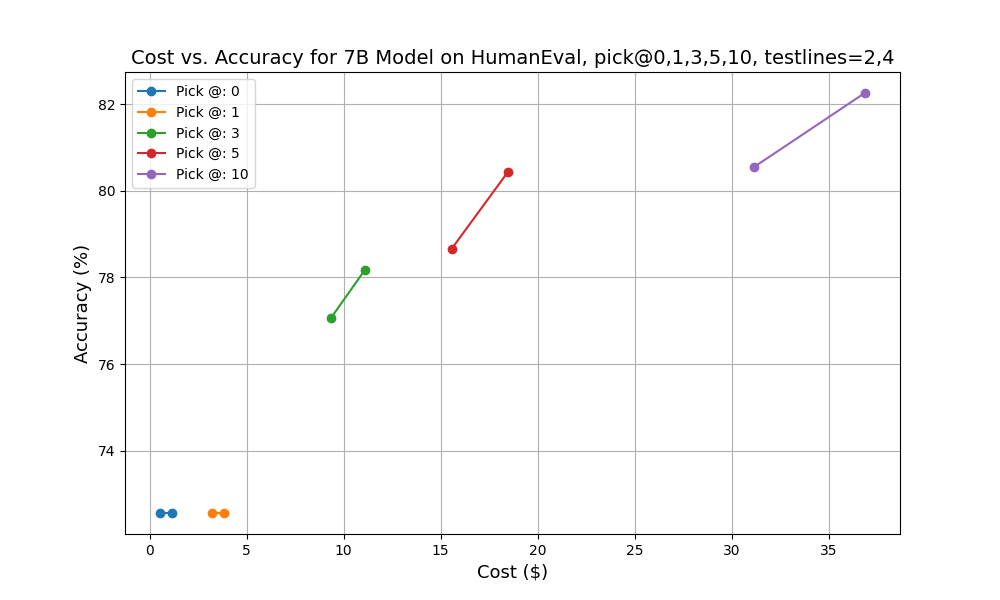 Cost vs. Accuracy for 7B Model on HumanEval, pick@0,1,3,5,10, testlines=2,4
Pick @: 0
Pick @: 1
Pick @: 3
Pick @: 5
Pick @: 10
82
80
78
76
74
Accuracy (%)
0 5 10 15 20 25 30 35
Cost ($)